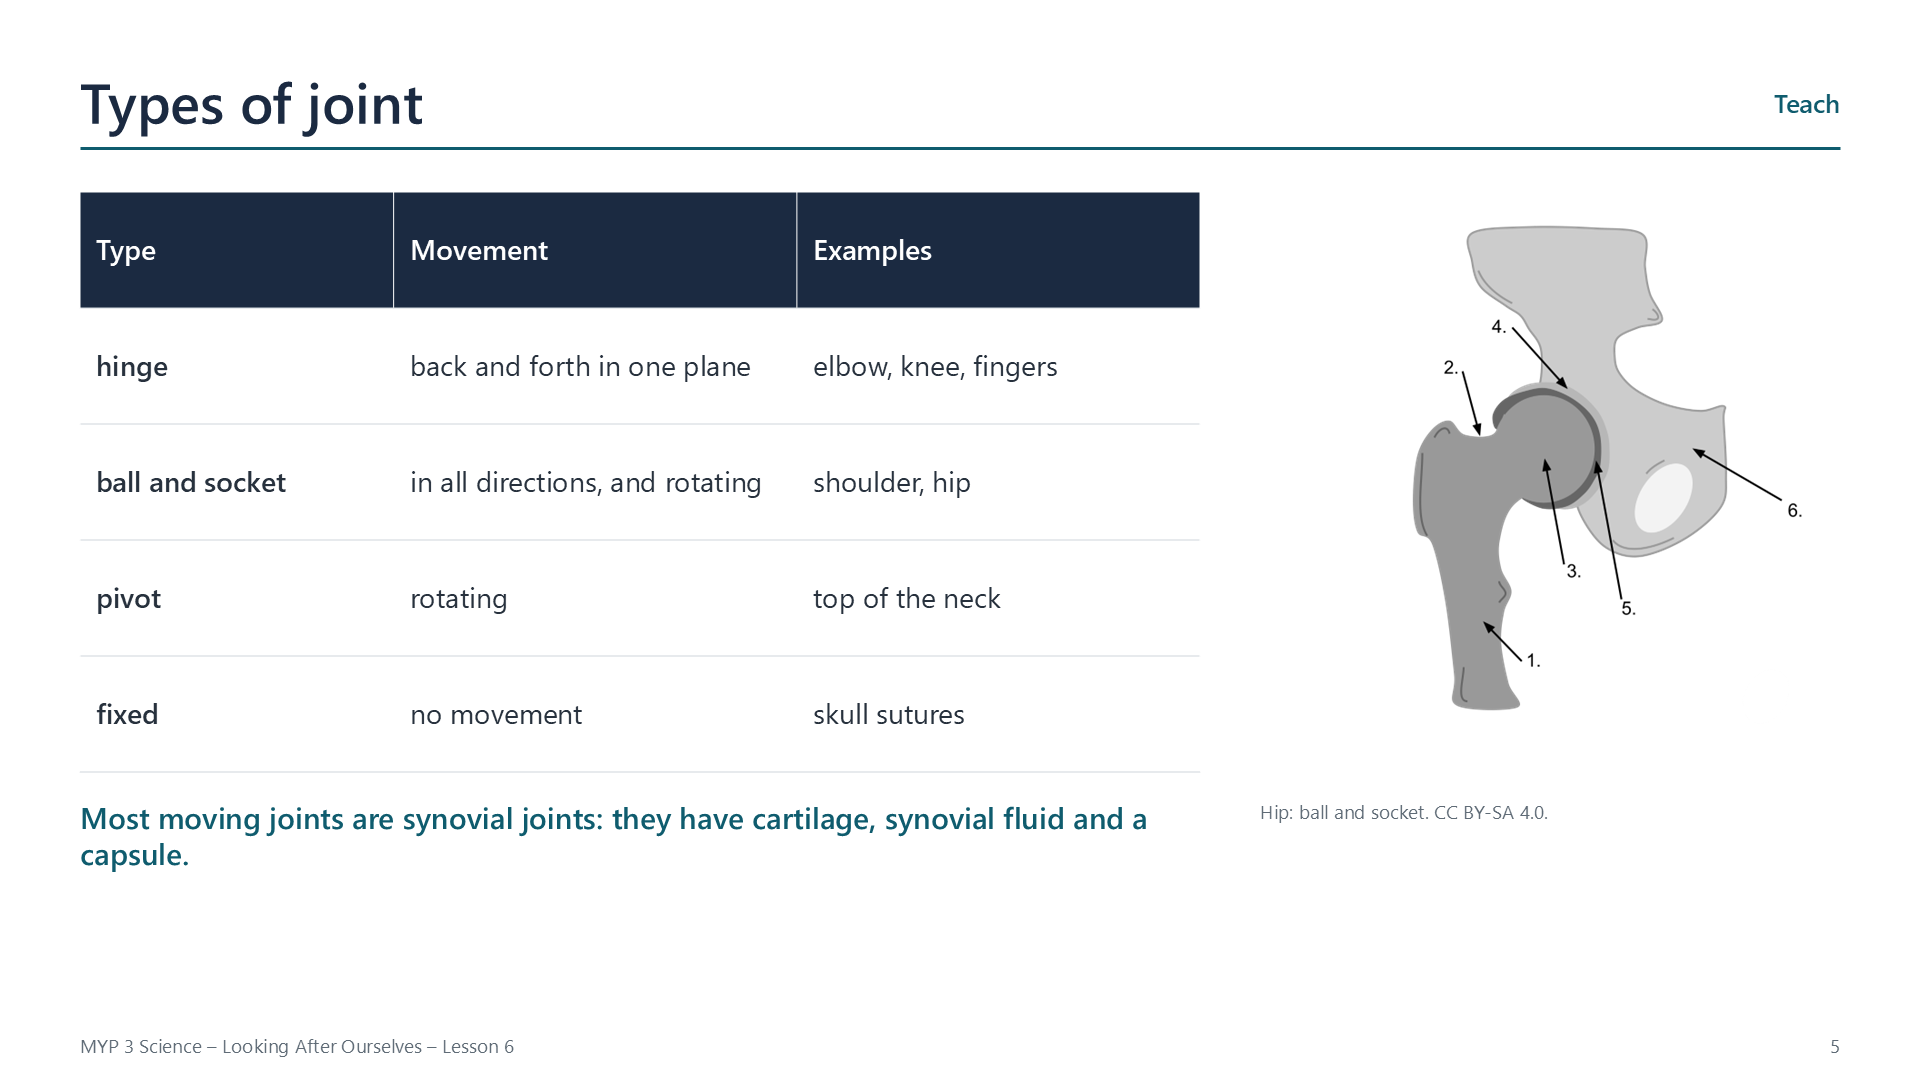 Types of joint
Teach
Type Movement Examples
hinge back and forth in one plane elbow, knee, fingers
ball and socket in all directions, and rotating shoulder, hip
pivot rotating top of the neck
fixed no movement skull sutures
Most moving joints are synovial joints: they have cartilage, synovial fluid and a
capsule.
4.
2.
6.
3.
5.
1.
Hip: ball and socket. CC BY-SA 4.0.
MYP 3 Science – Looking After Ourselves – Lesson 6
5